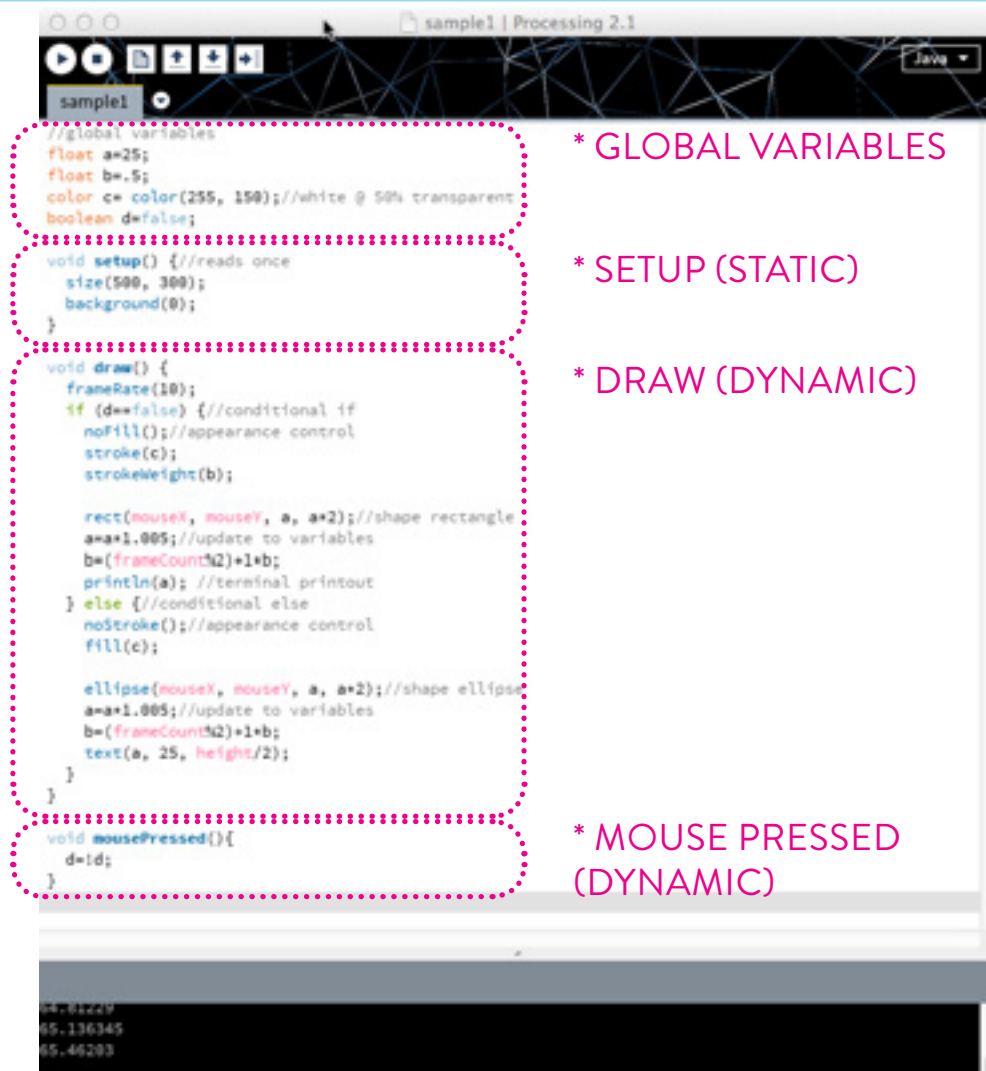 sample1 | Processing 2.1
Java
sample1
//global variables
float a=25;
float b=.5;
color c= color(255, 150);//white @ 50% transparent
boolean d=false;
* GLOBAL VARIABLES
void setup() {//reads once
size(500, 300);
background(0);
}
* SETUP (STATIC)
void draw() {
frameRate(10);
if (d==false) {//conditional if
noFill();//appearance control
stroke(c);
strokeWeight(b);
rect(mouseX, mouseY, a, a*2);//shape rectangle
a=a*1.005;//update to variables
b=(frameCount%2)+1*b;
println(a); //terminal printout
} else {//conditional else
noStroke();//appearance control
fill(c);
ellipse(mouseX, mouseY, a, a*2);//shape ellipse
a=a*1.005;//update to variables
b=(frameCount%2)+1*b;
text(a, 25, height/2);
}
}
* DRAW (DYNAMIC)
void mousePressed(){
d=!d;
}
* MOUSE PRESSED
(DYNAMIC)
64.81229
65.136345
65.46203